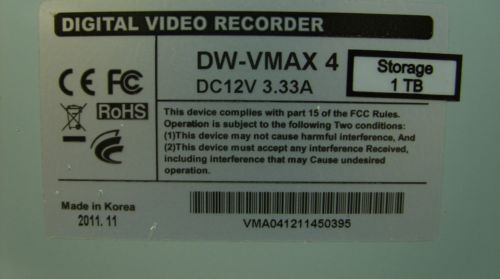 DIGITAL VIDEO RECORDER
DW-VMAX 4
DC12V 3.33A
Storage
1 TB
CE FC
RoHS
This device complies with part 15 of the FCC Rules.
Operation is subject to the following Two conditions:
(1)This device may not cause harmful interface, And
(2)This device must accept any interference Received,
including interference that may Cause undesired
operation.
Made in Korea
2011. 11
VMA041211450395